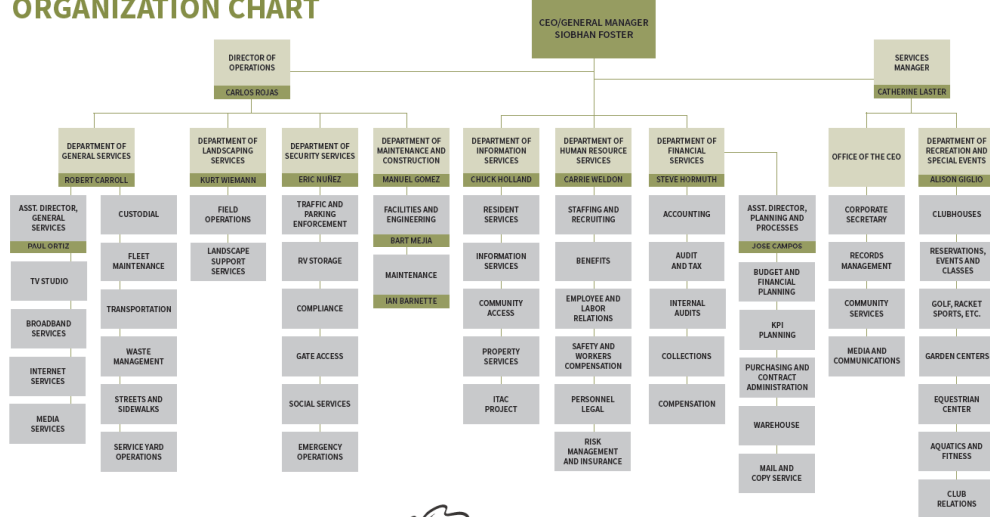 ORGANIZATION CHART
CEO/GENERAL MANAGER
SIOBHAN FOSTER
DIRECTOR OF
OPERATIONS
CARLOS ROJAS
SERVICES
MANAGER
CATHERINE LASTER
DEPARTMENT OF
GENERAL SERVICES
ROBERT CARROLL
DEPARTMENT OF
LANDSCAPING
SERVICES
KURT WIEMANN
DEPARTMENT OF
SECURITY SERVICES
ERIC NUÑEZ
DEPARTMENT OF
MAINTENANCE AND
CONSTRUCTION
MANUEL GOMEZ
DEPARTMENT OF
INFORMATION
SERVICES
CHUCK HOLLAND
DEPARTMENT OF
HUMAN RESOURCE
SERVICES
CARRIE WELDON
DEPARTMENT OF
FINANCIAL
SERVICES
STEVE HORMUTH
OFFICE OF THE CEO
DEPARTMENT OF
RECREATION AND
SPECIAL EVENTS
ALISON GIGLIO
ASST. DIRECTOR,
GENERAL
SERVICES
PAUL ORTIZ
TV STUDIO
BROADBAND
SERVICES
INTERNET
SERVICES
MEDIA
SERVICES
CUSTODIAL
FLEET
MAINTENANCE
TRANSPORTATION
WASTE
MANAGEMENT
STREETS AND
SIDEWALKS
SERVICE YARD
OPERATIONS
FIELD
OPERATIONS
LANDSCAPE
SUPPORT
SERVICES
TRAFFIC AND
PARKING
ENFORCEMENT
RV STORAGE
COMPLIANCE
GATE ACCESS
SOCIAL SERVICES
EMERGENCY
OPERATIONS
FACILITIES AND
ENGINEERING
BART MEJIA
MAINTENANCE
IAN BARNETTE
RESIDENT
SERVICES
INFORMATION
SERVICES
COMMUNITY
ACCESS
PROPERTY
SERVICES
ITAC
PROJECT
STAFFING AND
RECRUITING
BENEFITS
EMPLOYEE AND
LABOR
RELATIONS
SAFETY AND
WORKERS
COMPENSATION
PERSONNEL
LEGAL
RISK
MANAGEMENT
AND INSURANCE
ACCOUNTING
AUDIT
AND TAX
INTERNAL
AUDITS
COLLECTIONS
COMPENSATION
ASST. DIRECTOR,
PLANNING AND
PROCESSES
JOSE CAMPOS
BUDGET AND
FINANCIAL
PLANNING
KPI
PLANNING
PURCHASING AND
CONTRACT
ADMINISTRATION
WAREHOUSE
MAIL AND
COPY SERVICE
CORPORATE
SECRETARY
RECORDS
MANAGEMENT
COMMUNITY
SERVICES
MEDIA AND
COMMUNICATIONS
CLUBHOUSES
RESERVATIONS,
EVENTS AND
CLASSES
GOLF, RACKET
SPORTS, ETC.
GARDEN CENTERS
EQUESTRIAN
CENTER
AQUATICS AND
FITNESS
CLUB
RELATIONS